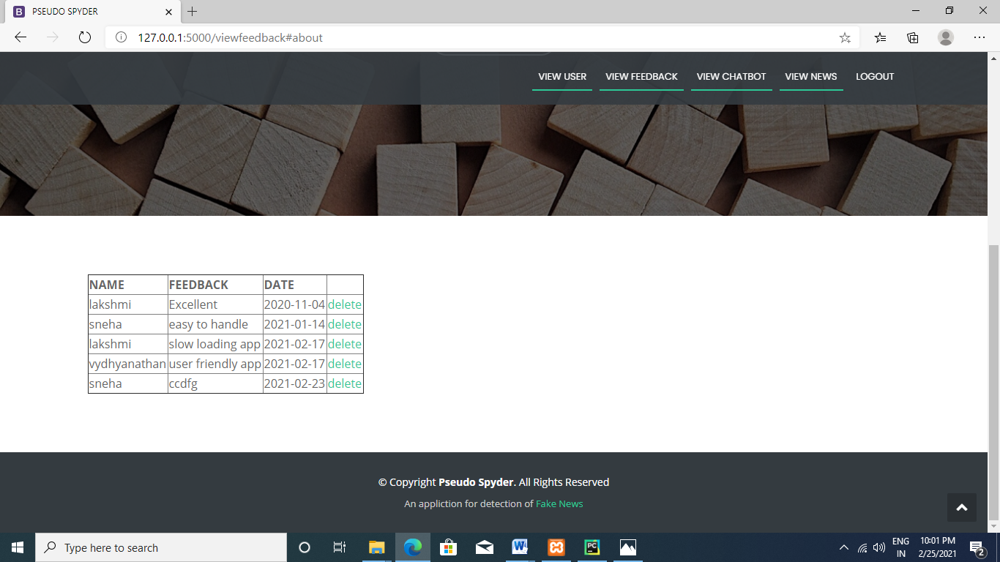 PSEUDO SPYDER
127.0.0.1:5000/viewfeedback#about
VIEW USER VIEW FEEDBACK VIEW CHATBOT VIEW NEWS LOGOUT
NAME FEEDBACK DATE
lakshmi Excellent 2020-11-04 delete
sneha easy to handle 2021-01-14 delete
lakshmi slow loading app 2021-02-17 delete
vydhyanathan user friendly app 2021-02-17 delete
sneha ccdfg 2021-02-23 delete
© Copyright Pseudo Spyder. All Rights Reserved
An appliction for detection of Fake News
Type here to search
ENG 10:01 PM
IN 2/25/2021 2